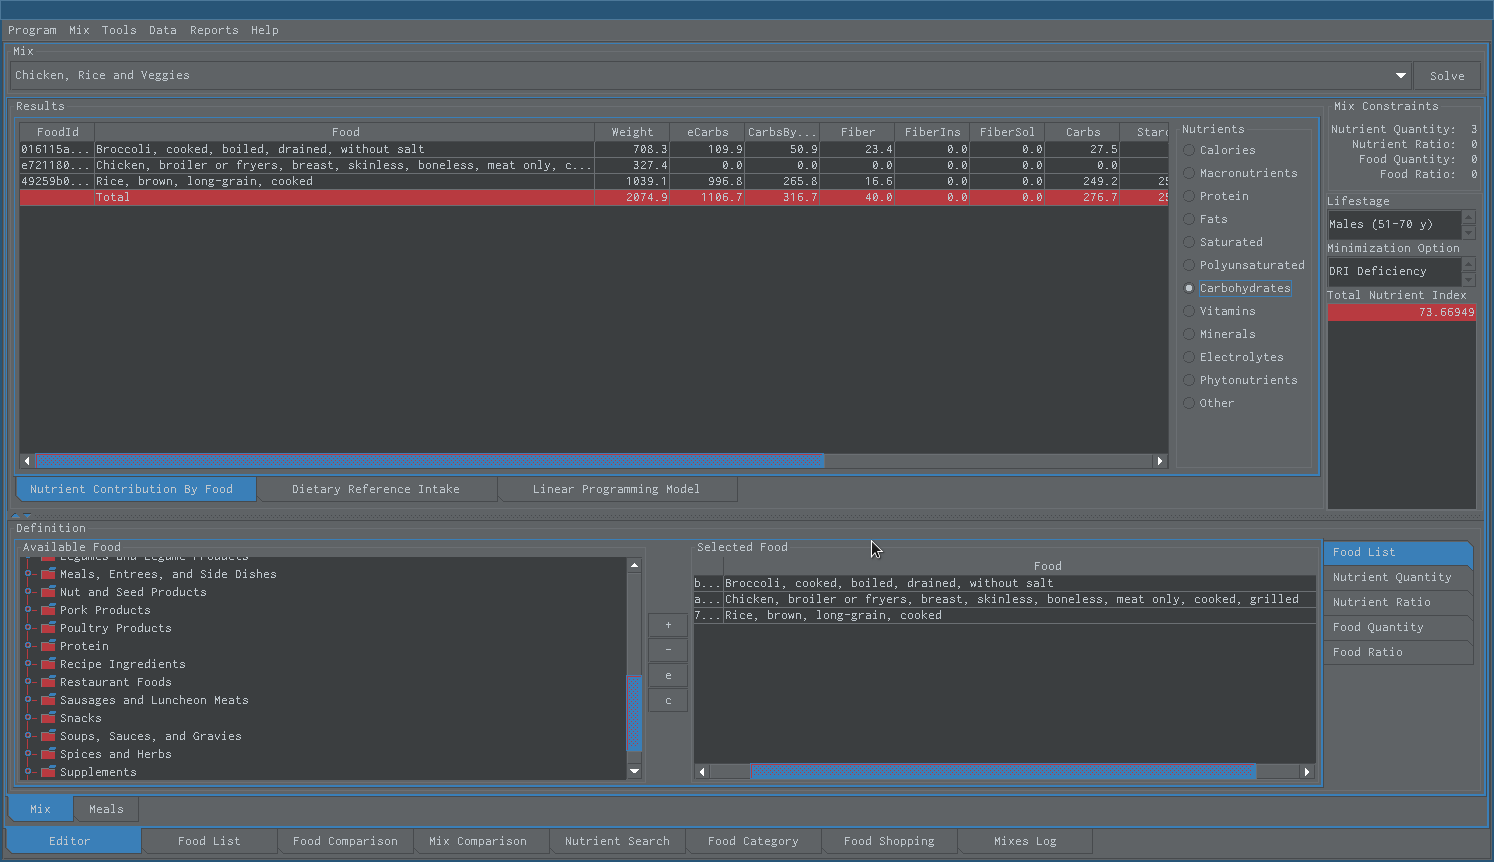 Program Mix Tools Data Reports Help
Mix
Chicken, Rice and Veggies Solve
Results
FoodId Food Weight eCarbs CarbsBy... Fiber FiberIns FiberSol Carbs
016115a... Broccoli, cooked, boiled, drained, without salt 708.3 109.9 50.9 23.4 0.0 0.0 27.5
e721180... Chicken, broiler or fryers, breast, skinless, boneless, meat only, c... 327.4 0.0 0.0 0.0 0.0 0.0 0.0
49259b0... Rice, brown, long-grain, cooked 1039.1 996.8 265.8 16.6 0.0 0.0 249.2
Total 2074.9 1106.7 316.7 40.0 0.0 0.0 276.7
Nutrients
Calories
Macronutrients
Protein
Fats
Saturated
Polyunsaturated
Carbohydrates
Vitamins
Minerals
Electrolytes
Phytonutrients
Other
Mix Constraints
Nutrient Quantity: 3
Nutrient Ratio: 0
Food Quantity: 0
Food Ratio: 0
Lifestage
Males (51-70 y)
Minimization Option
DRI Deficiency
Total Nutrient Index
73.66949
Nutrient Contribution By Food Dietary Reference Intake Linear Programming Model
Definition
Available Food
Legumes and Legume Products
Meals, Entrees, and Side Dishes
Nut and Seed Products
Pork Products
Poultry Products
Protein
Recipe Ingredients
Restaurant Foods
Sausages and Luncheon Meats
Snacks
Soups, Sauces, and Gravies
Spices and Herbs
Supplements
+
-
e
c
Selected Food
Food
b... Broccoli, cooked, boiled, drained, without salt
a... Chicken, broiler or fryers, breast, skinless, boneless, meat only, cooked, grilled
7... Rice, brown, long-grain, cooked
Food List
Nutrient Quantity
Nutrient Ratio
Food Quantity
Food Ratio
Mix Meals
Editor Food List Food Comparison Mix Comparison Nutrient Search Food Category Food Shopping Mixes Log